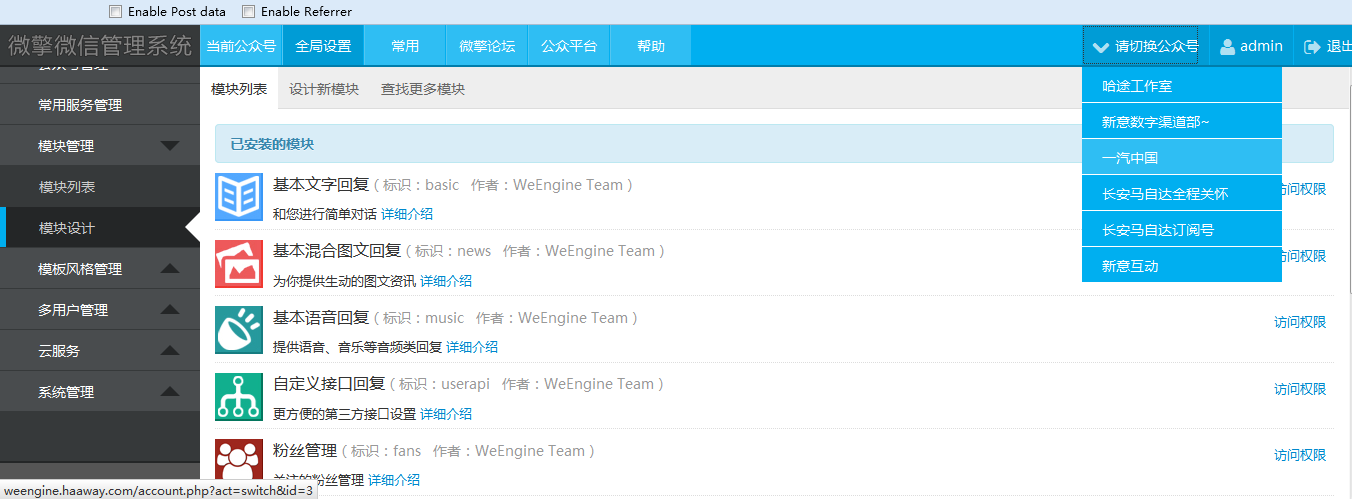 Enable Post data Enable Referrer
微擎微信管理系统 当前公众号 全局设置 常用 微擎论坛 公众平台 帮助 请切换公众号 admin 退出
公众号管理
常用服务管理
模块管理
模块列表
模块设计
模板风格管理
多用户管理
云服务
系统管理
模块列表 设计新模块 查找更多模块
哈途工作室
新意数字渠道部~
一汽中国
长安马自达全程关怀
长安马自达订阅号
新意互动
已安装的模块
基本文字回复 ( 标识：basic 作者：WeEngine Team )
和您进行简单对话 详细介绍
访问权限
基本混合图文回复 ( 标识：news 作者：WeEngine Team )
为你提供生动的图文资讯 详细介绍
访问权限
基本语音回复 ( 标识：music 作者：WeEngine Team )
提供语音、音乐等音频类回复 详细介绍
访问权限
自定义接口回复 ( 标识：userapi 作者：WeEngine Team )
更方便的第三方接口设置 详细介绍
访问权限
粉丝管理 ( 标识：fans 作者：WeEngine Team )
关注的粉丝管理 详细介绍
访问权限
weengine.haaway.com/account.php?act=switch&id=3